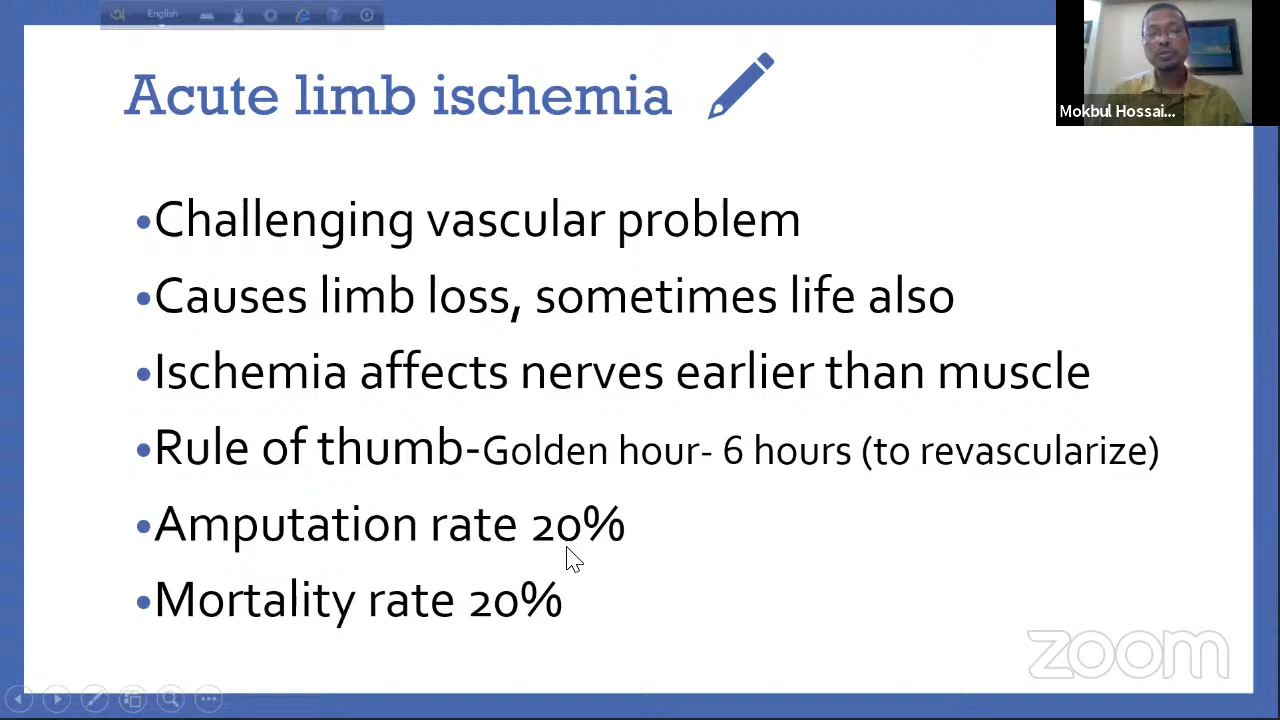 অ English
Acute limb ischemia
Mokbul Hossai...
•Challenging vascular problem
•Causes limb loss, sometimes life also
•Ischemia affects nerves earlier than muscle
•Rule of thumb-Golden hour- 6 hours (to revascularize)
•Amputation rate 20%
•Mortality rate 20%
zoom